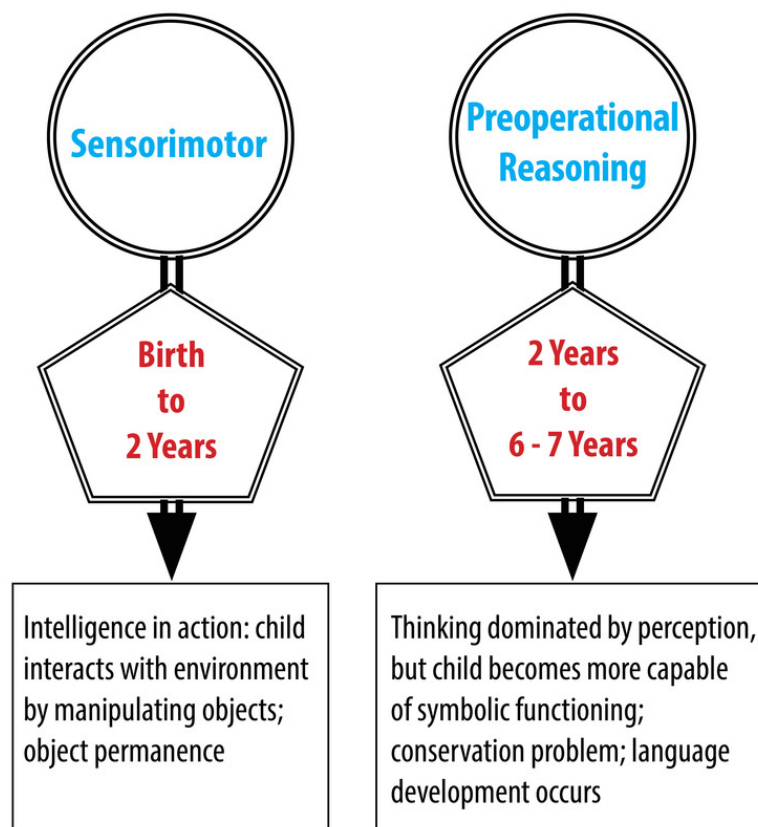 Sensorimotor
Birth
to
2 Years
Intelligence in action: child
interacts with environment
by manipulating objects;
object permanence
Preoperational
Reasoning
2 Years
to
6 - 7 Years
Thinking dominated by perception,
but child becomes more capable
of symbolic functioning;
conservation problem; language
development occurs